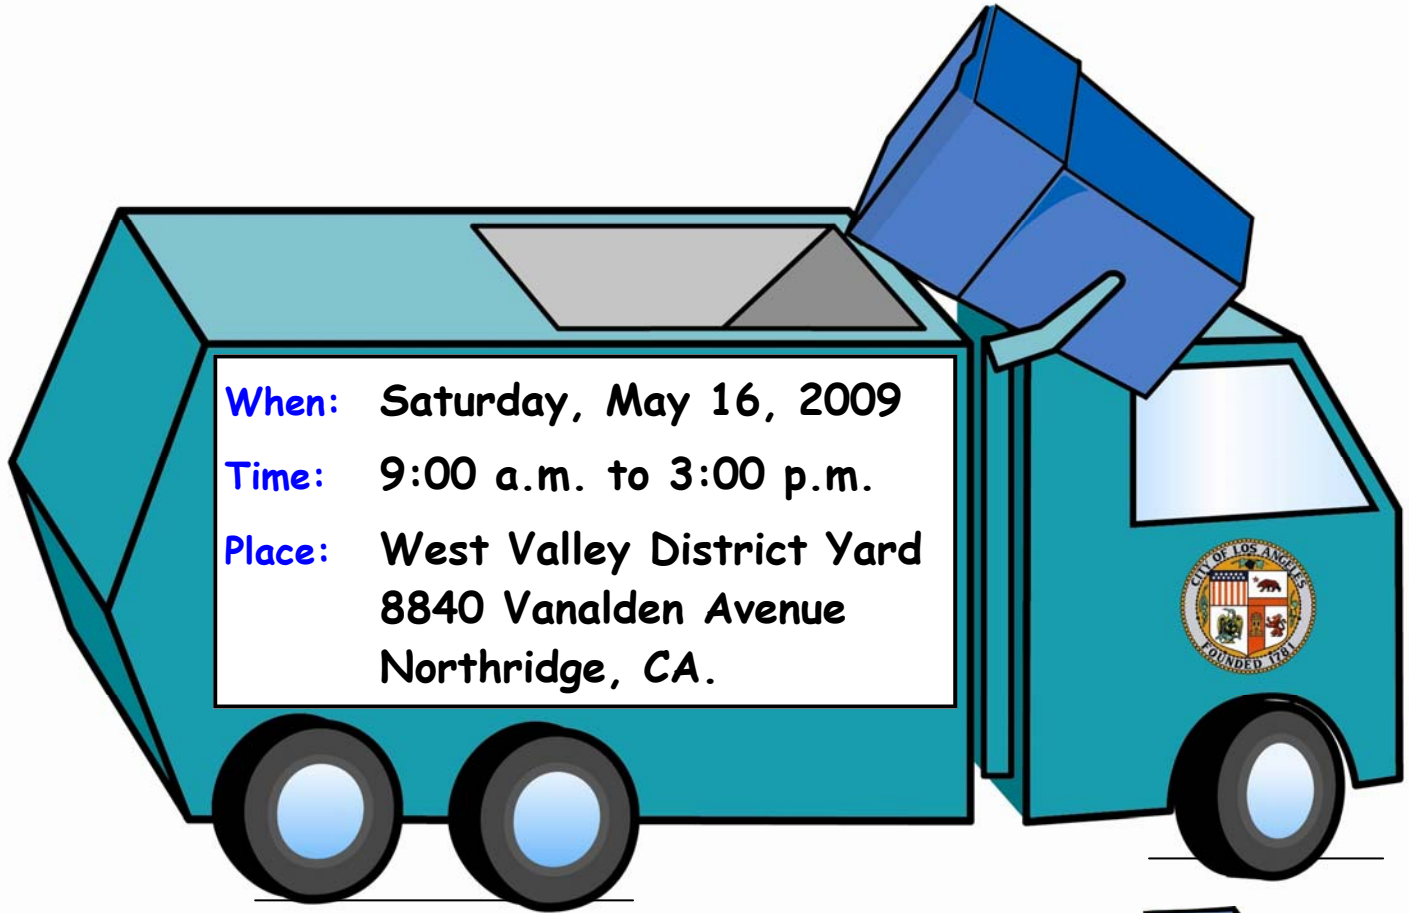 When: Saturday, May 16, 2009
Time: 9:00 a.m. to 3:00 p.m.
Place: West Valley District Yard
8840 Vanalden Avenue
Northridge, CA.
CITY OF LOS ANGELES
FOUNDED 1781